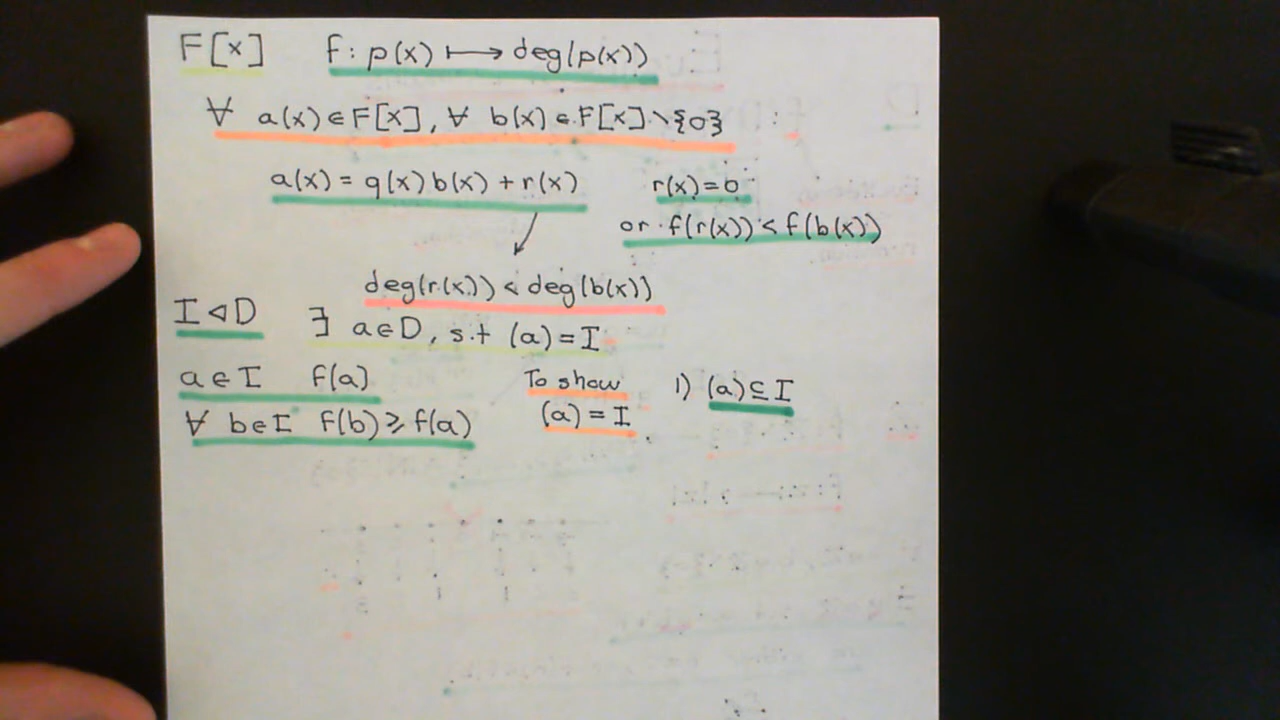 F[x] f: p(x) ⟼ deg(p(x))
∀ a(x) ∈ F[x], ∀ b(x) ∈ F[x] \ {0}
a(x) = q(x) b(x) + r(x) r(x) = 0
or f(r(x)) < f(b(x))
deg(r(x)) < deg(b(x))
I ⊲ D ∃ a ∈ D, s.t (a) = I
a ∈ I f(a) To show 1) (a) ⊆ I
∀ b ∈ I f(b) ⩾ f(a) (a) = I